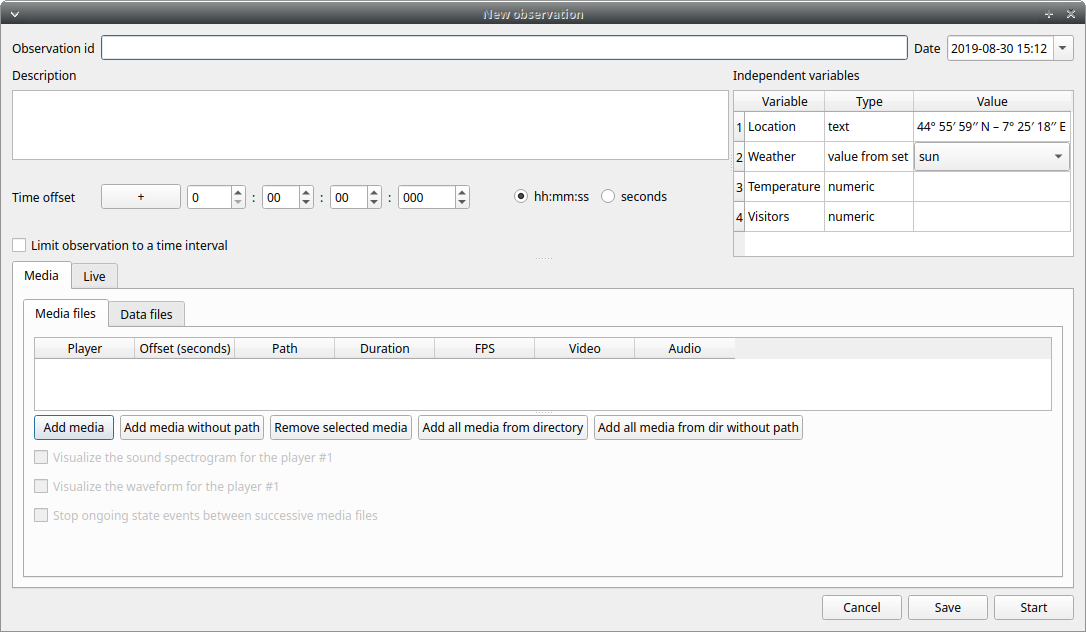 New observation
Observation id
Date 2019-08-30 15:12
Description
Independent variables
Variable Type Value
1 Location text 44° 55′ 59′′ N – 7° 25′ 18′′ E
2 Weather value from set sun
3 Temperature numeric
4 Visitors numeric
Time offset + 0 : 00 : 00 : 000 hh:mm:ss seconds
Limit observation to a time interval
Media Live
Media files Data files
Player Offset (seconds) Path Duration FPS Video Audio
Add media Add media without path Remove selected media Add all media from directory Add all media from dir without path
Visualize the sound spectrogram for the player #1
Visualize the waveform for the player #1
Stop ongoing state events between successive media files
Cancel Save Start